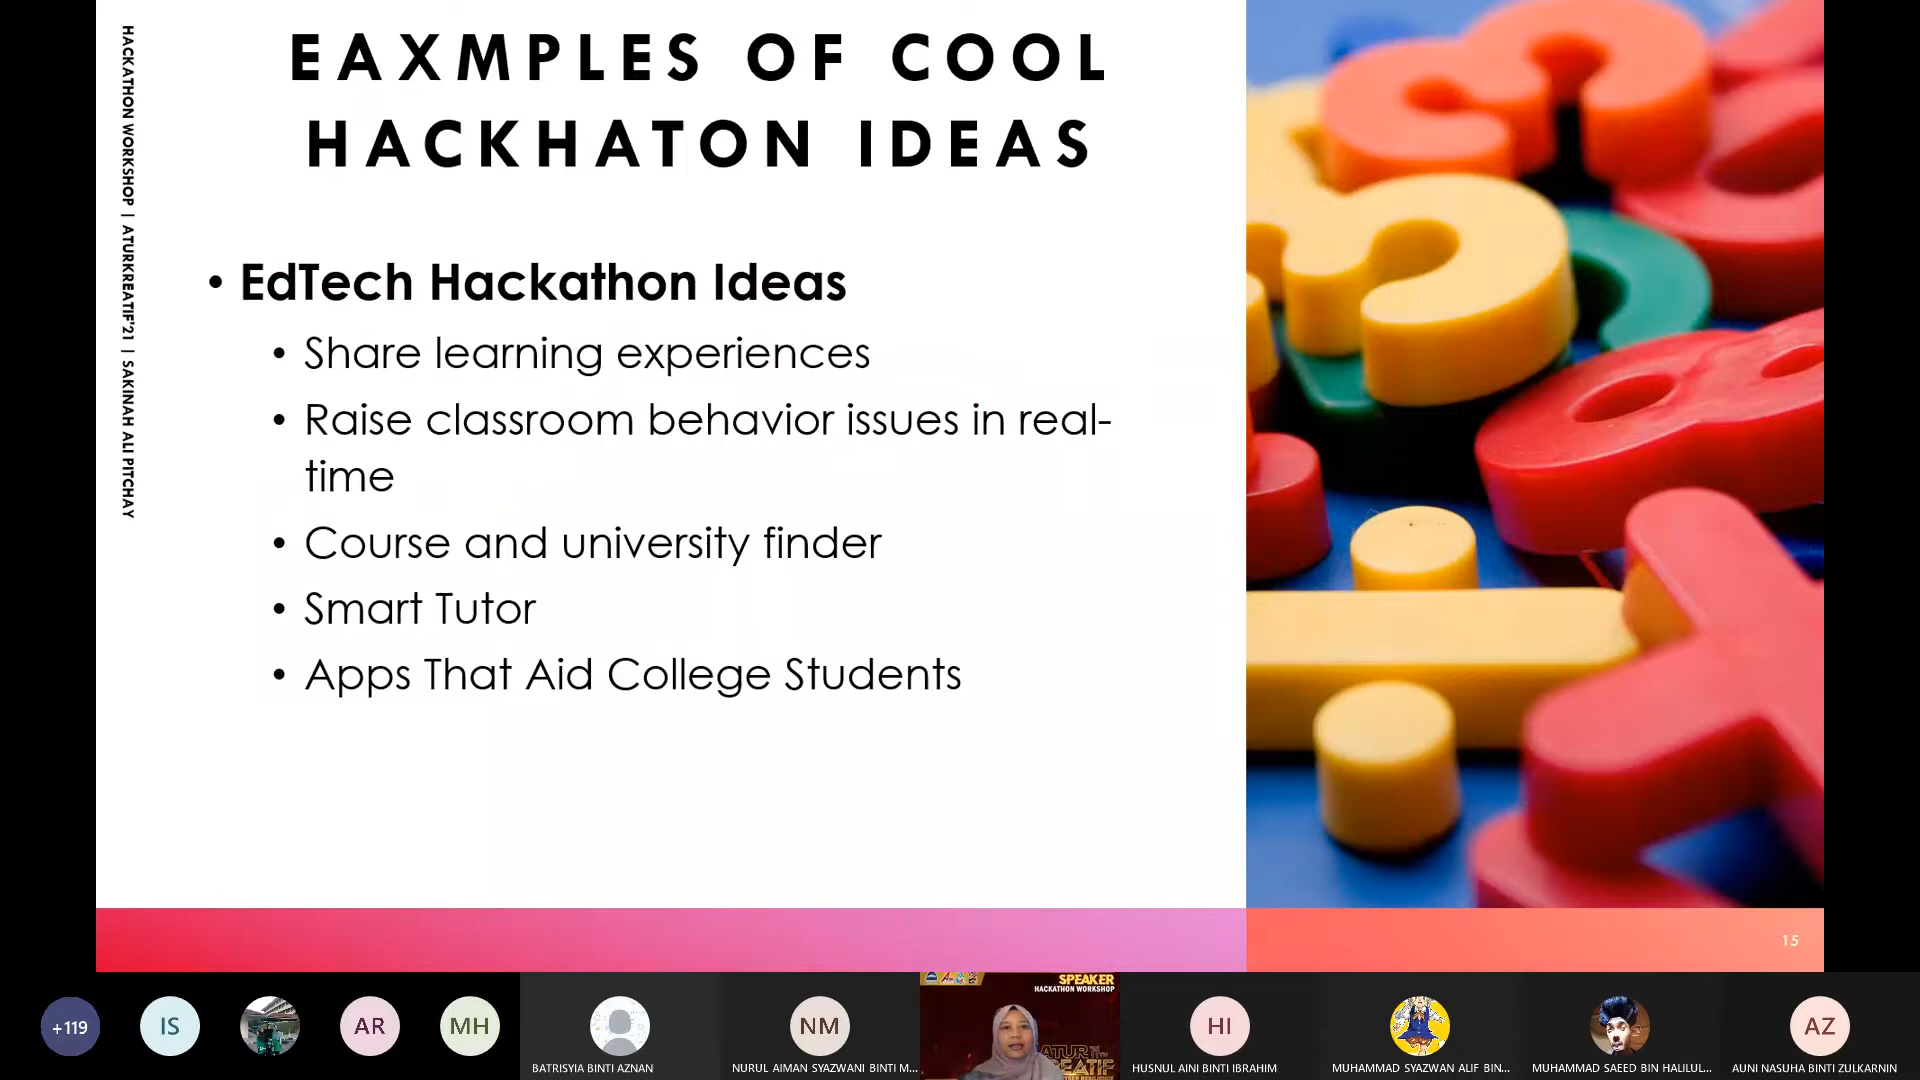 HACKATHON WORKSHOP | ATURKREATIF'21 | SAKINAH ALI PITCHAY
EAXMPLES OF COOL
HACKHATON IDEAS
• EdTech Hackathon Ideas
• Share learning experiences
• Raise classroom behavior issues in real-
time
• Course and university finder
• Smart Tutor
• Apps That Aid College Students
15
+119
IS
AR
MH
BATRISYIA BINTI AZNAN
NM
NURUL AIMAN SYAZWANI BINTI M...
SPEAKER
HACKATHON WORKSHOP
HI
HUSNUL AINI BINTI IBRAHIM
MUHAMMAD SYAZWAN ALIF BIN...
MUHAMMAD SAEED BIN HALILUL...
AZ
AUNI NASUHA BINTI ZULKARNIN